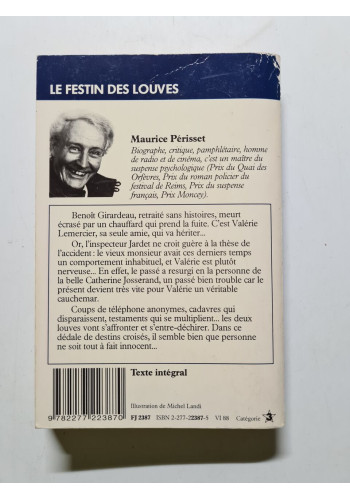 LE FESTIN DES LOUVES
Maurice Périsset
Biographe, critique, pamphlétaire, homme
de radio et de cinéma, c'est un maître du
suspense psychologique (Prix du Quai des
Orfèvres, Prix du roman policier du
festival de Reims, Prix du suspense
français, Prix Moncey).
Benoît Girardeau, retraité sans histoires, meurt
écrasé par un chauffard qui prend la fuite. C'est Valérie
Lemercier, sa seule amie, qui va hériter...
Or, l'inspecteur Jardet ne croit guère à la thèse de
l'accident : le vieux monsieur avait ces derniers temps
un comportement inhabituel, et Valérie est plutôt
nerveuse... En effet, le passé a resurgi en la personne de
la belle Catherine Josserand, un passé bien trouble car le
présent devient très vite pour Valérie un véritable
cauchemar.
Coups de téléphone anonymes, cadavres qui
disparaissent, testaments qui se multiplient... les deux
louves vont s'affronter et s'entre-déchirer. Dans ce
dédale de destins croisés, il semble bien que personne
ne soit tout à fait innocent...
Texte intégral
Illustration de Michel Landi
9 782277 223870
FJ 2387 ISBN 2-277-22387-5 VI 88 Catégorie 3